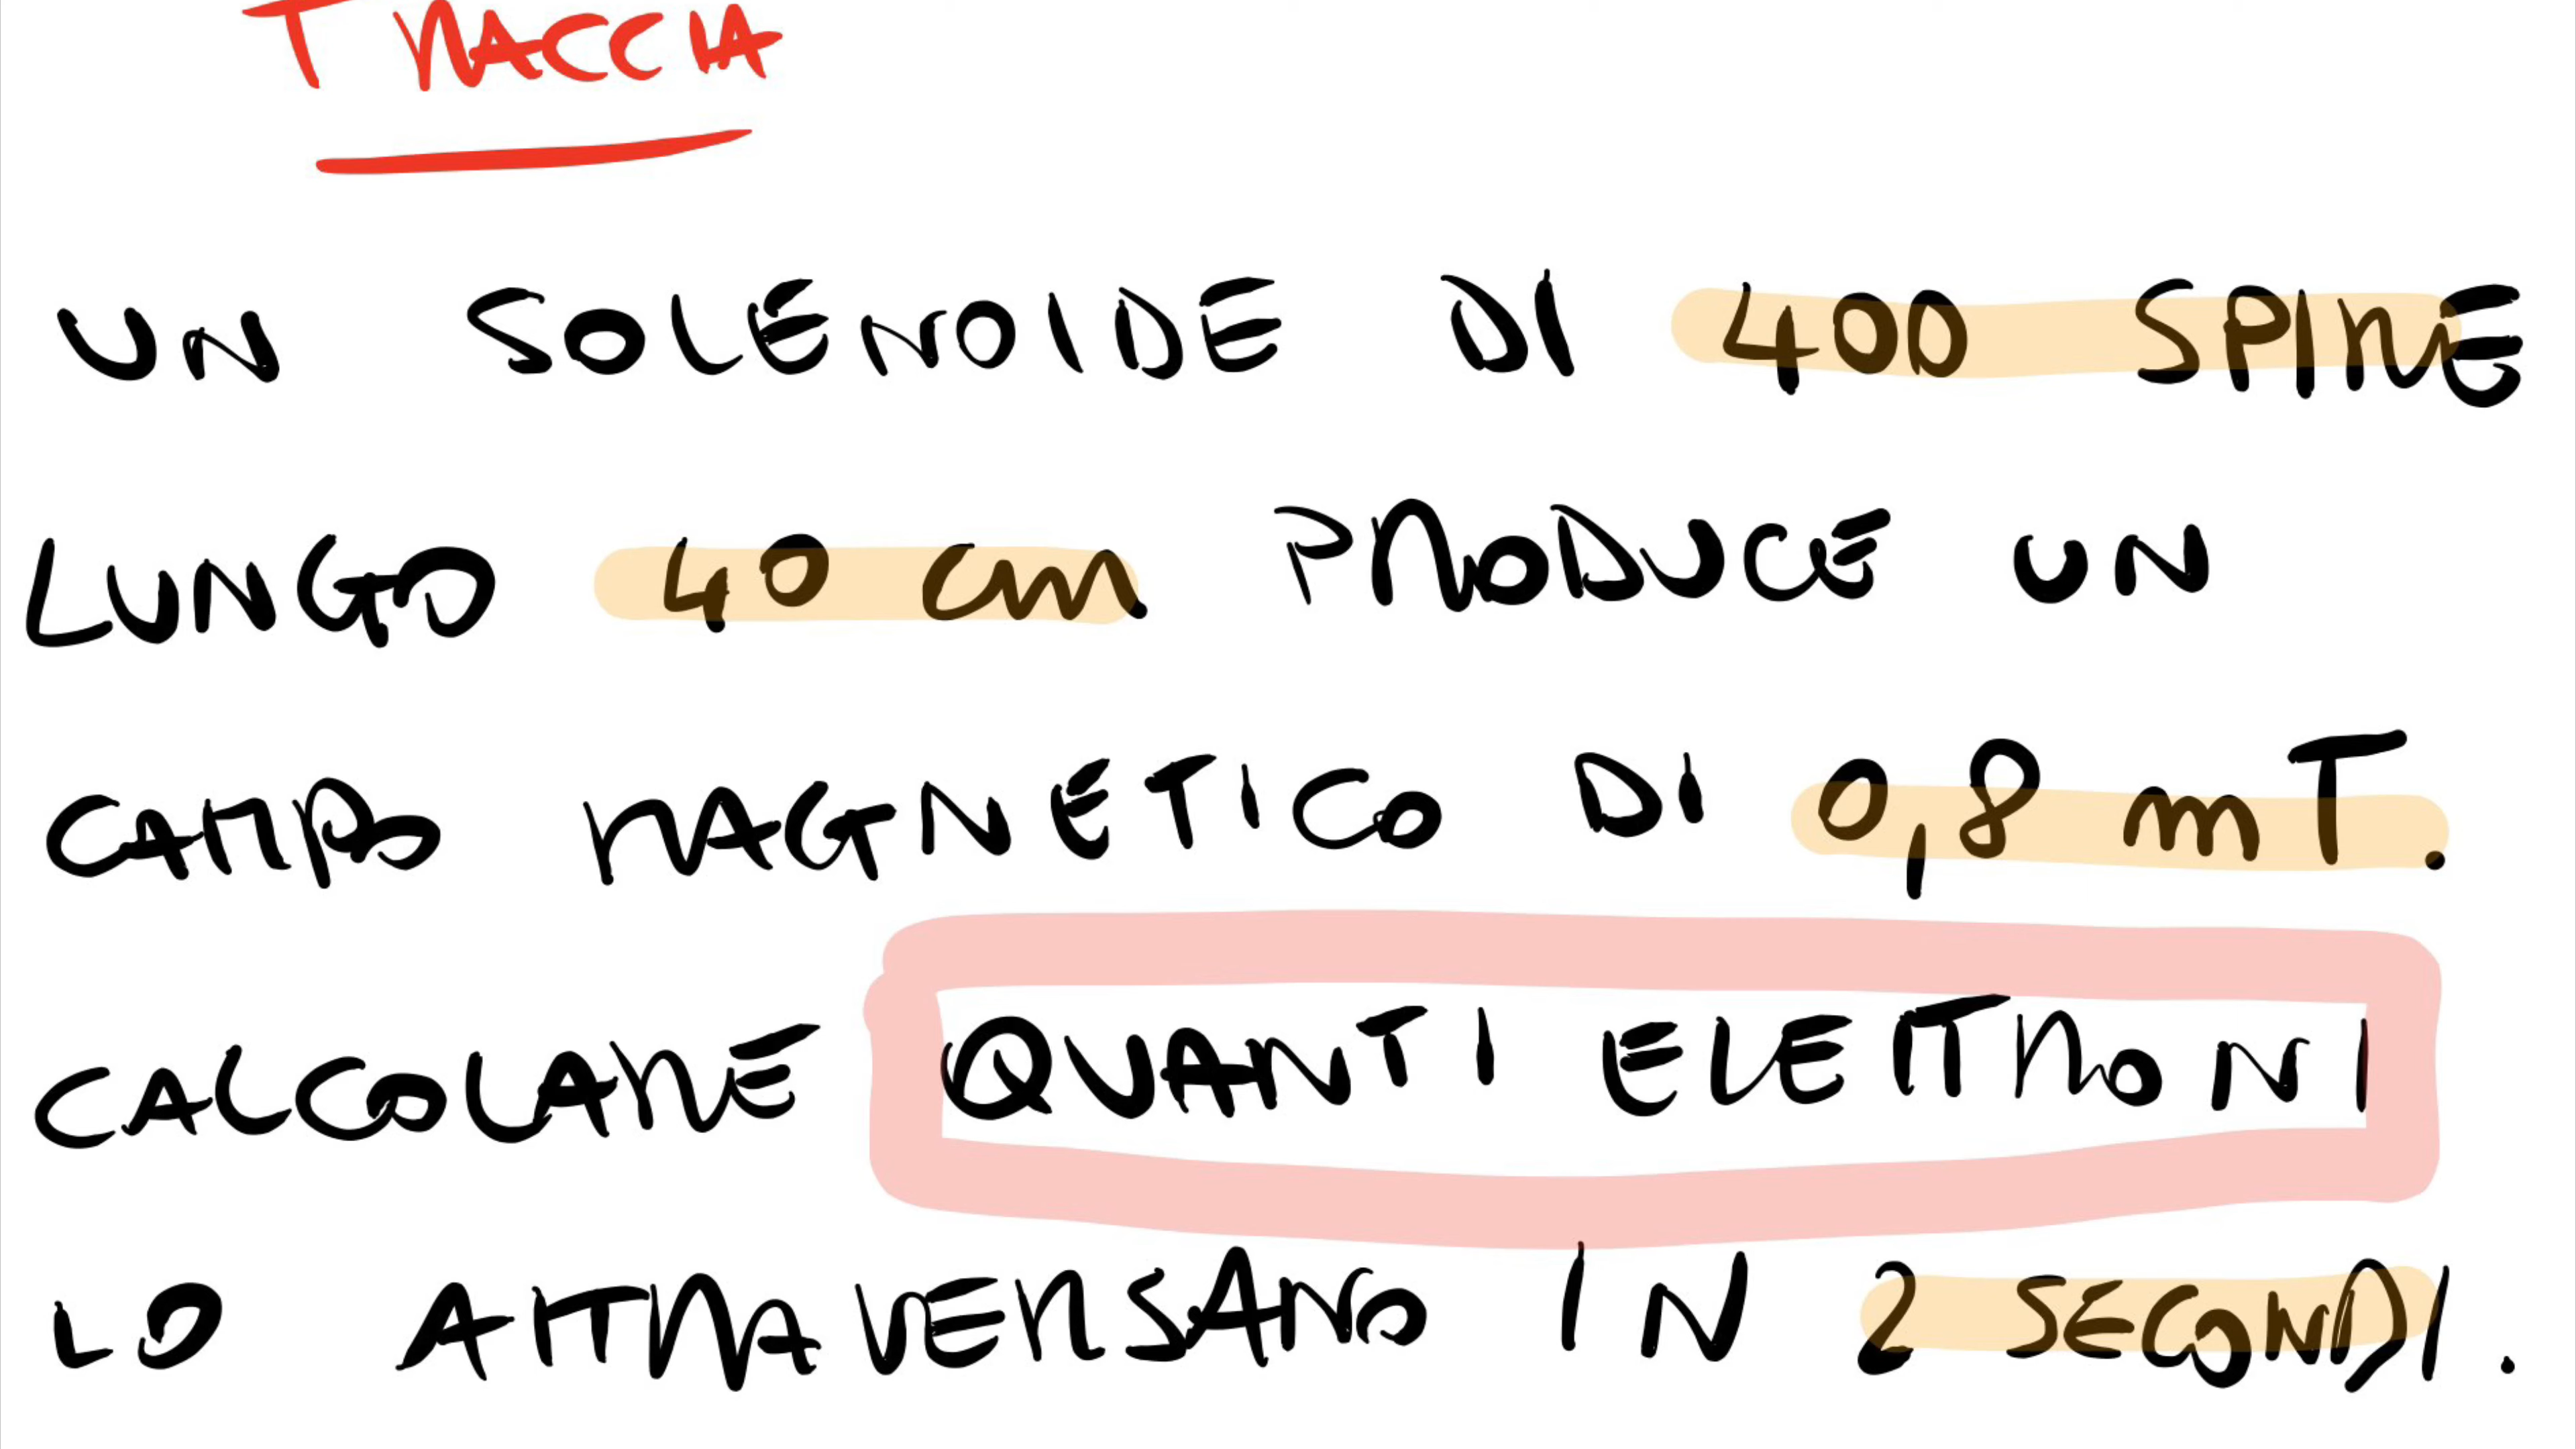 TRACCIA
UN SOLENOIDE DI 400 SPIRE
LUNGO 40 cm PRODUCE UN
CAMPO MAGNETICO DI 0,8 mT.
CALCOLARE QUANTI ELETTRONI
LO ATTRAVERSANO IN 2 SECONDI.